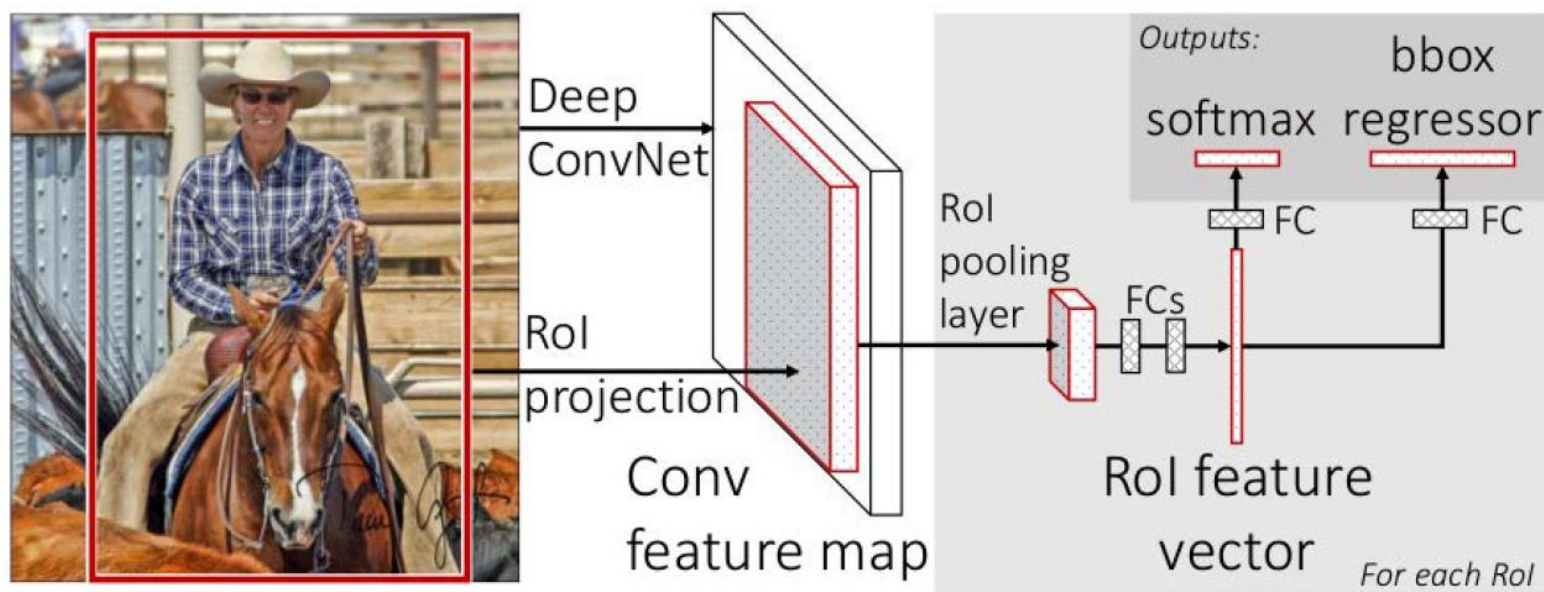 Deep
ConvNet
RoI
projection
Conv
feature map
RoI
pooling
layer
FCs
RoI feature
vector
Outputs:
softmax
bbox
regressor
FC
FC
For each RoI